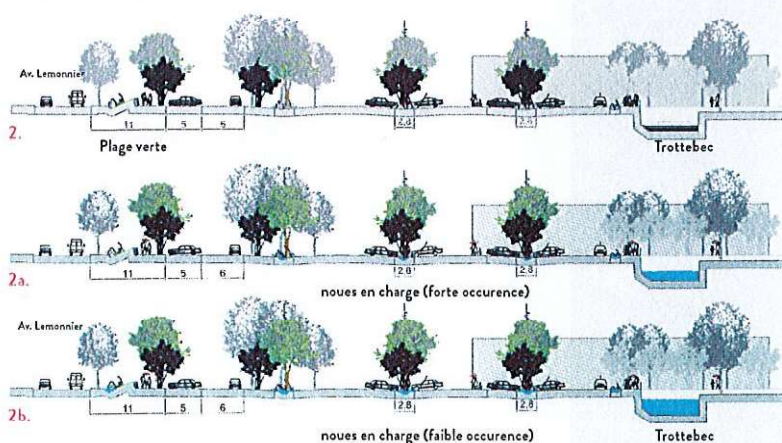 Av. Lemonnier
11 5 6 2,8 2,8
2. Plage verte Trottebec
11 5 6 2,8 2,8
2a. noues en charge (forte occurence)
Av. Lemonnier
11 5 6 2,8 2,8
2b. noues en charge (faible occurence) Trottebec